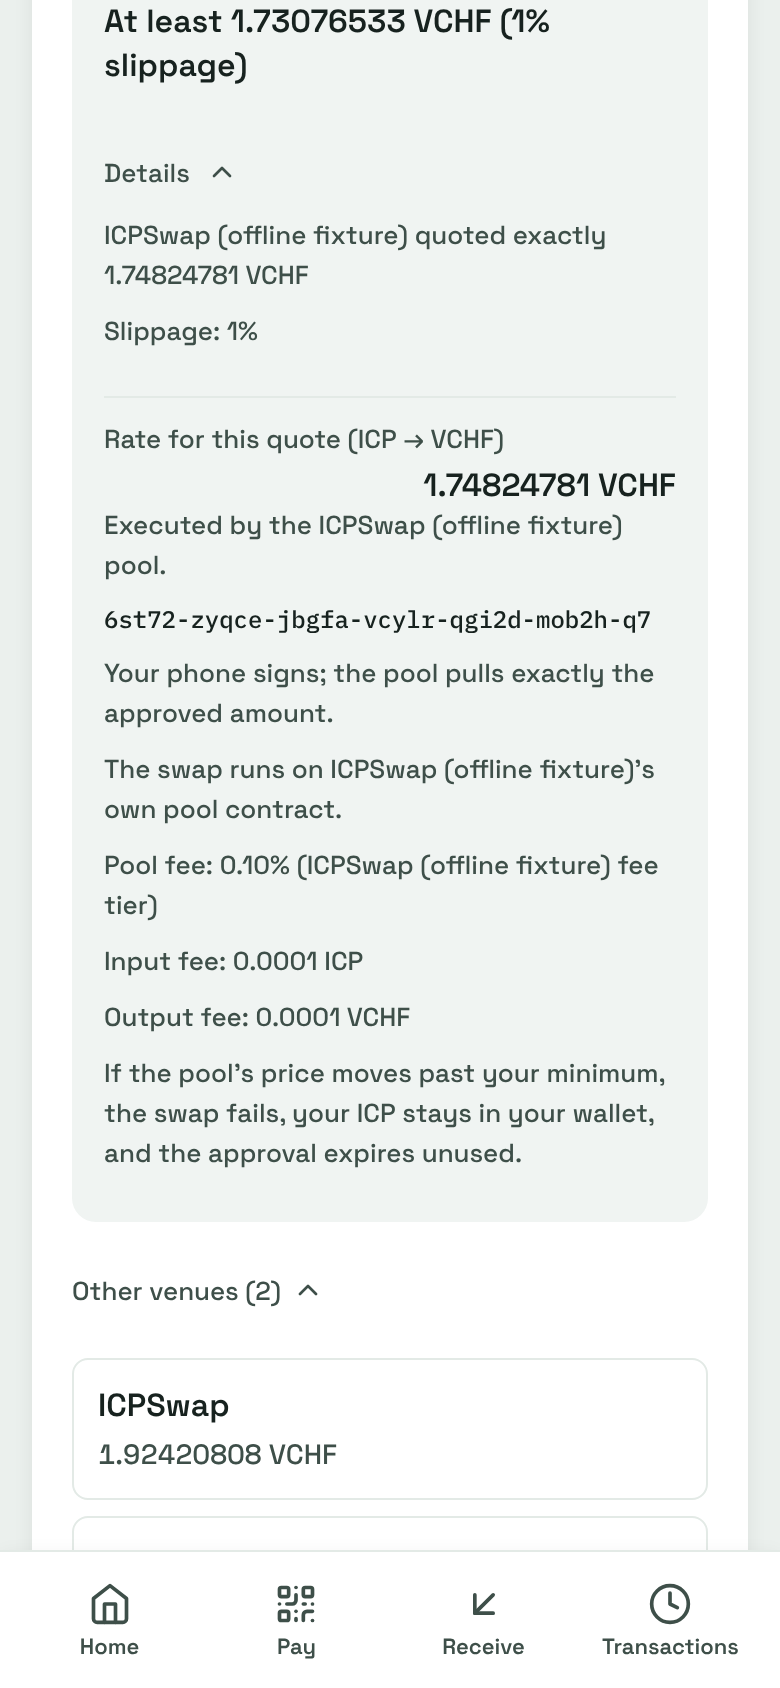 At least 1.73076533 VCHF (1%
slippage)
Details
ICPSwap (offline fixture) quoted exactly
1.74824781 VCHF
Slippage: 1%
Rate for this quote (ICP → VCHF)
1.74824781 VCHF
Executed by the ICPSwap (offline fixture)
pool.
6st72-zyqce-jbgfa-vcylr-qgi2d-mob2h-q7
Your phone signs; the pool pulls exactly the
approved amount.
The swap runs on ICPSwap (offline fixture)’s
own pool contract.
Pool fee: 0.10% (ICPSwap (offline fixture) fee
tier)
Input fee: 0.0001 ICP
Output fee: 0.0001 VCHF
If the pool’s price moves past your minimum,
the swap fails, your ICP stays in your wallet,
and the approval expires unused.
Other venues (2)
ICPSwap
1.92420808 VCHF
Home
Pay
Receive
Transactions